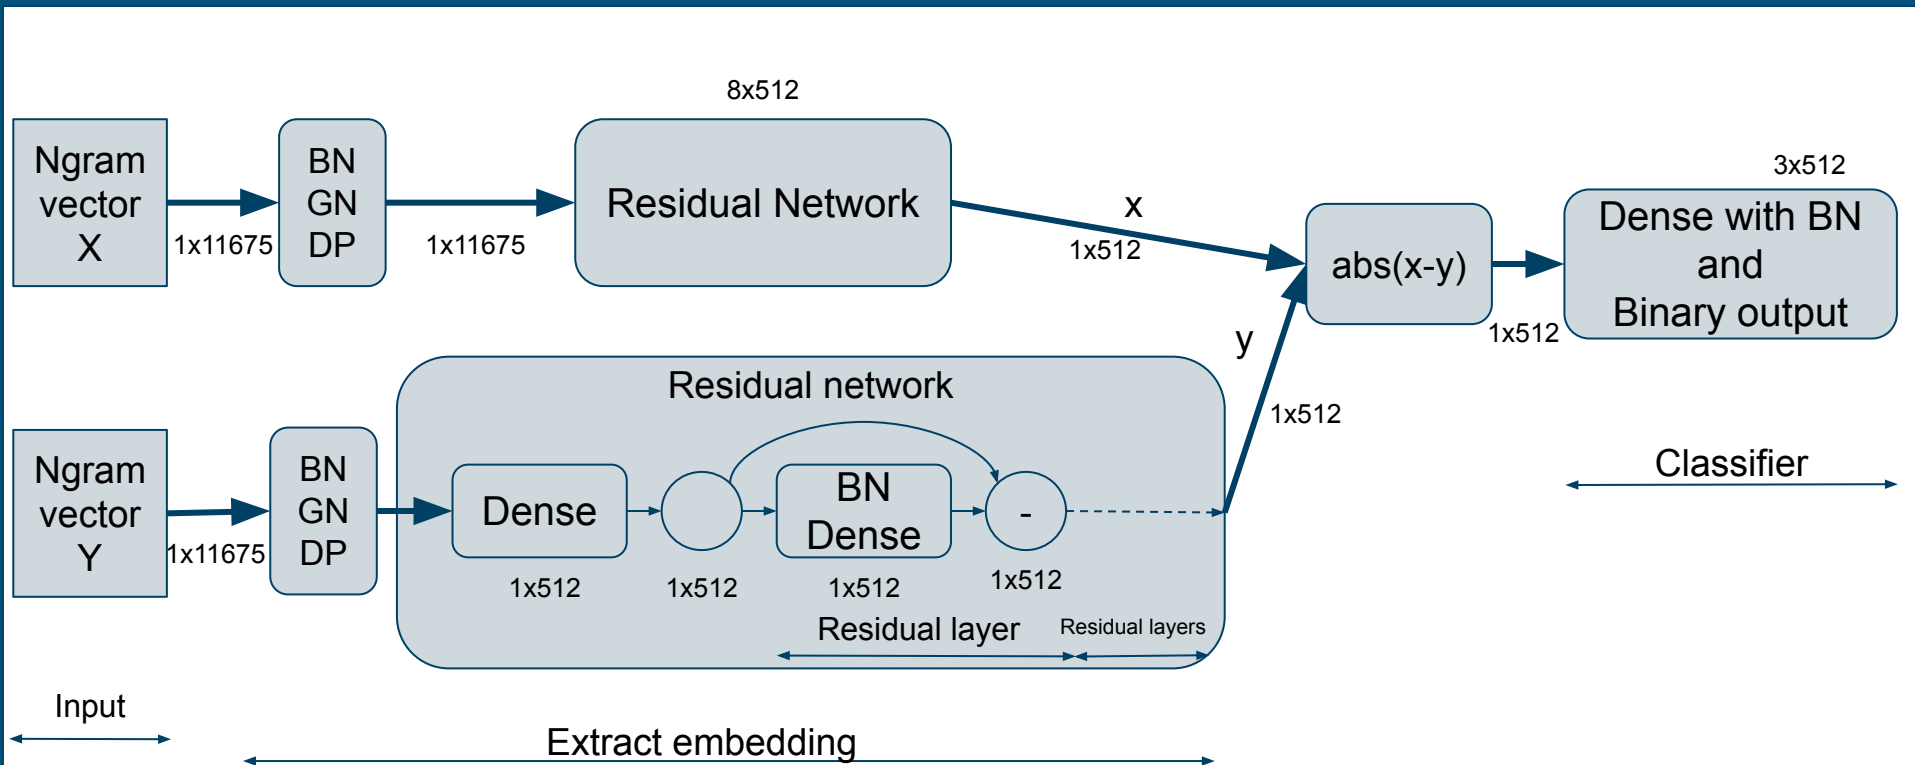 8x512
Ngram
vector
X
1x11675
BN
GN
DP
1x11675
Residual Network
x
1x512
abs(x-y)
1x512
3x512
Dense with BN
and
Binary output
y
1x512
Classifier
Ngram
vector
Y
1x11675
BN
GN
DP
Residual network
Dense
1x512
1x512
BN
Dense
1x512
-
1x512
Residual layer
Residual layers
Input
Extract embedding